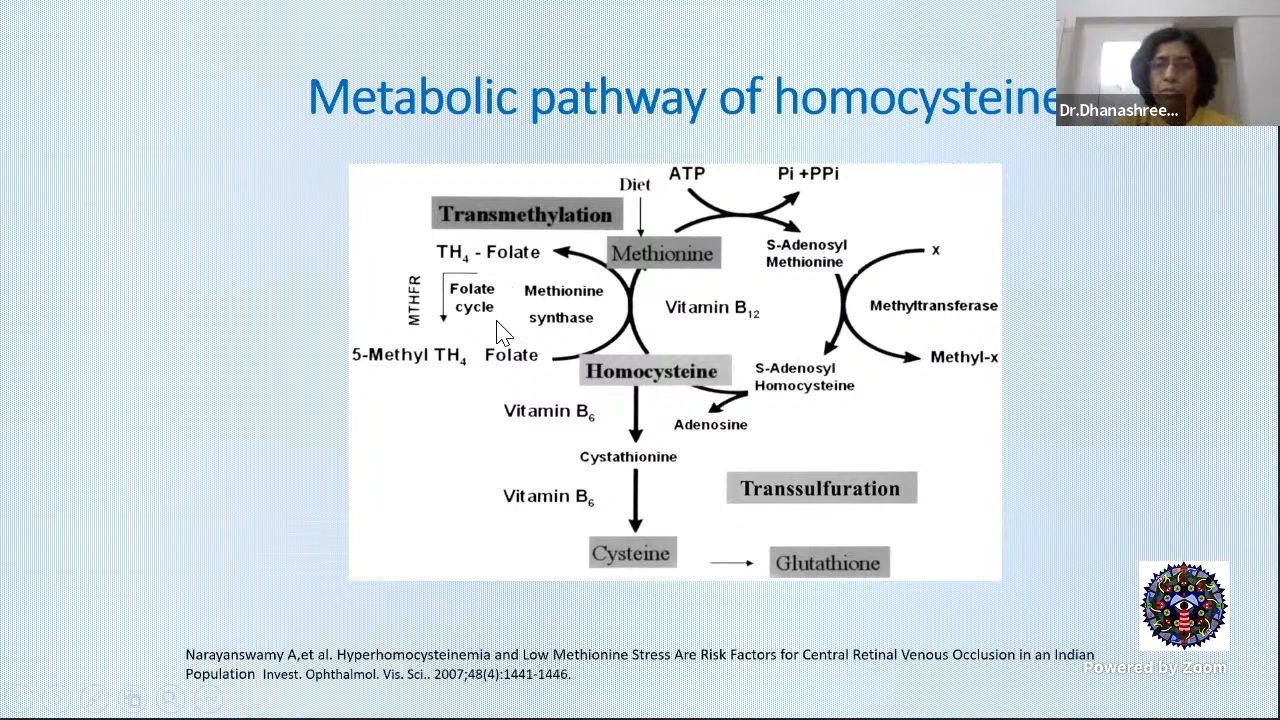 Metabolic pathway of homocysteine
Dr.Dhanashree...
ATP
Pi +PPi
Diet
Transmethylation
TH4 - Folate
Methionine
S-Adenosyl
Methionine
x
MTHFR
Folate
cycle
Methionine
synthase
Vitamin B12
Methyltransferase
5-Methyl TH4 Folate
Homocysteine
S-Adenosyl
Homocysteine
Methyl-x
Vitamin B6
Adenosine
Cystathionine
Transsulfuration
Vitamin B6
Cysteine
Glutathione
Narayanswamy A,et al. Hyperhomocysteinemia and Low Methionine Stress Are Risk Factors for Central Retinal Venous Occlusion in an Indian
Population Invest. Ophthalmol. Vis. Sci.. 2007;48(4):1441-1446.
Powered by Zoom